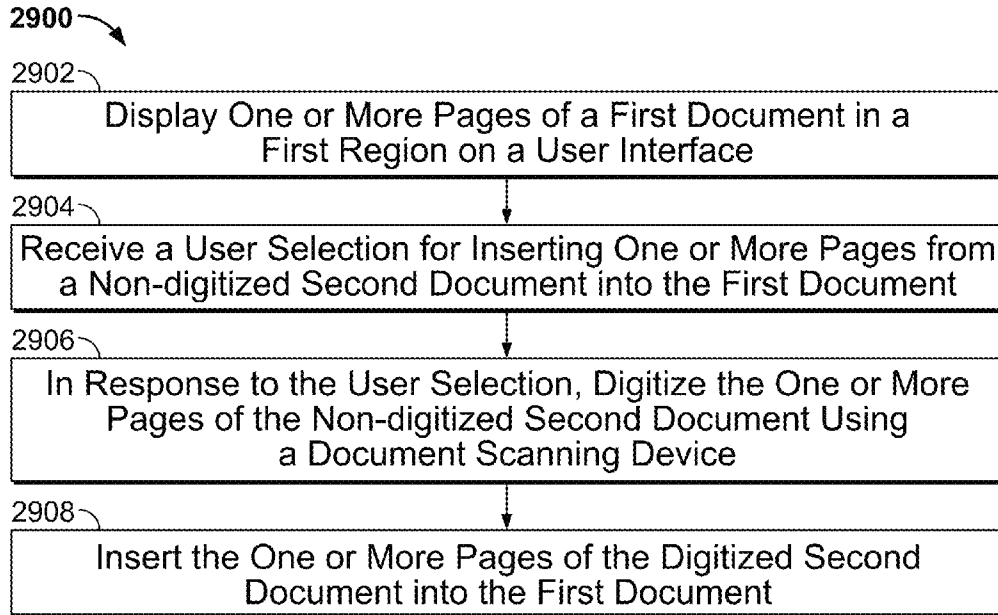 2900
2902
Display One or More Pages of a First Document in a
First Region on a User Interface
2904
Receive a User Selection for Inserting One or More Pages from
a Non-digitized Second Document into the First Document
2906
In Response to the User Selection, Digitize the One or More
Pages of the Non-digitized Second Document Using
a Document Scanning Device
2908
Insert the One or More Pages of the Digitized Second
Document into the First Document